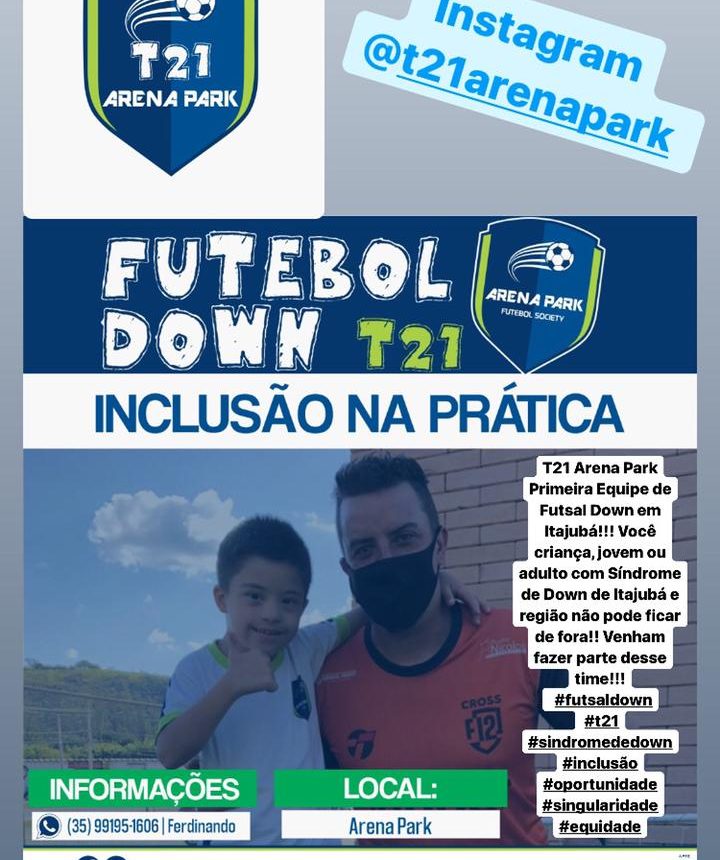 T21
ARENA PARK
Instagram
@t21arenapark
FUTEBOL
DOWN T21
ARENA PARK
FUTEBOL SOCIETY
INCLUSÃO NA PRÁTICA
T21 Arena Park
Primeira Equipe de
Futsal Down em
Itajubá!!! Você
criança, jovem ou
adulto com Síndrome
de Down de Itajubá e
região não pode ficar
de fora!! Venham
fazer parte desse
time!!!
#futsaldown
#t21
#sindromededown
#inclusão
#oportunidade
#singularidade
#equidade
CROSS
F12
INFORMAÇÕES
(35) 99195-1606 | Ferdinando
LOCAL:
Arena Park